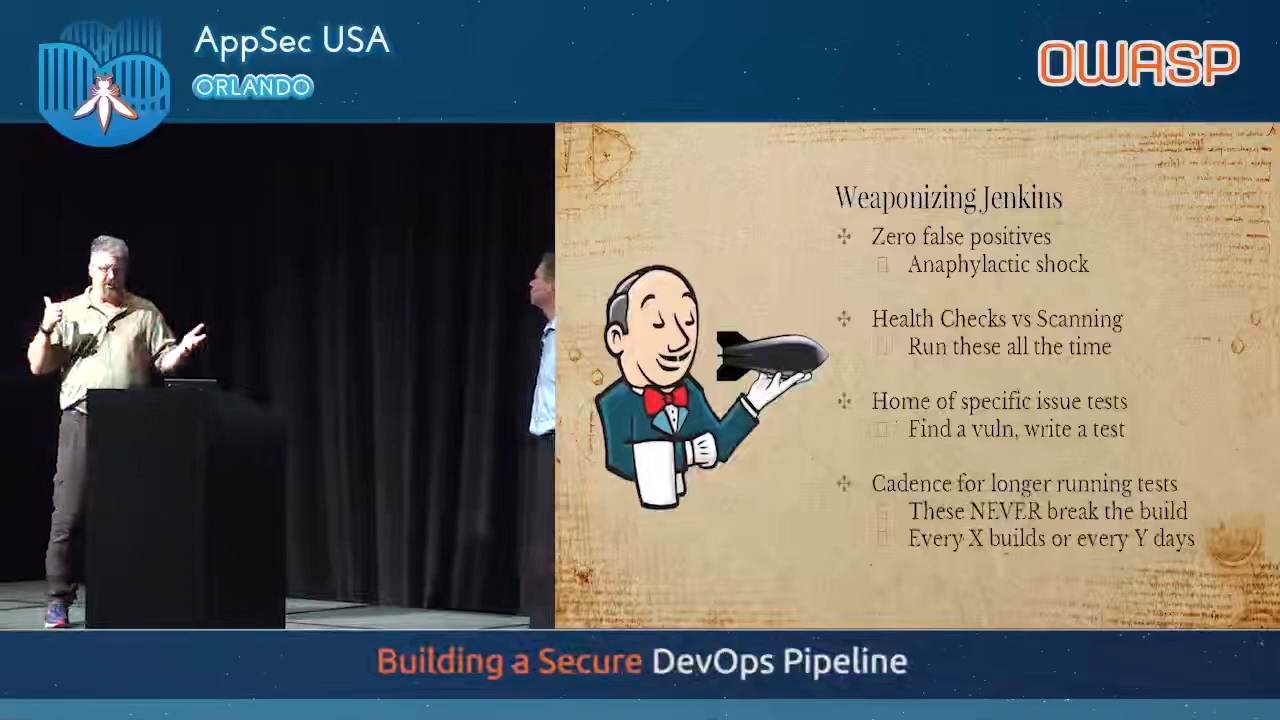 AppSec USA
ORLANDO
OWASP
Weaponizing Jenkins
Zero false positives
Anaphylactic shock
Health Checks vs Scanning
Run these all the time
Home of specific issue tests
Find a vuln, write a test
Cadence for longer running tests
These NEVER break the build
Every X builds or every Y days
Building a Secure DevOps Pipeline